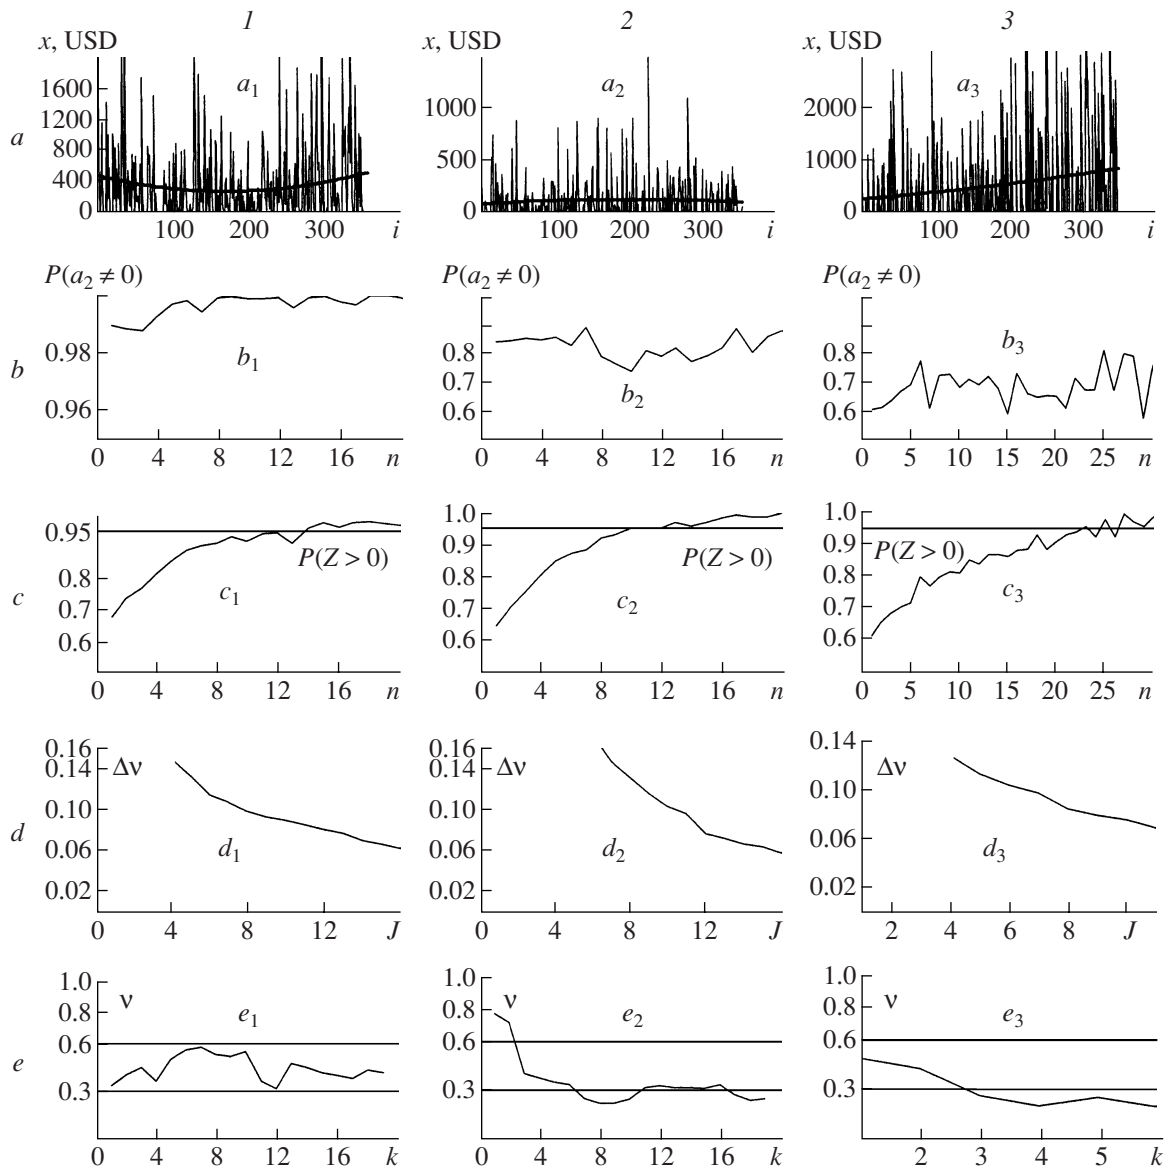 1 2 3
x, USD x, USD x, USD
1600 1200 800 400 0
a₁
100 200 300 i
1000 500 0
a₂
100 200 300 i
2000 1000 0
a₃
100 200 300 i
a
P(a₂ ≠ 0) P(a₂ ≠ 0) P(a₂ ≠ 0)
0.98 0.96
b₁
0 4 8 12 16 n
0.8 0.7 0.6
b₂
0 4 8 12 16 n
0.8 0.7 0.6
b₃
0 5 10 15 20 25 n
b
0.95 0.8 0.7 0.6
P(Z > 0)
c₁
0 4 8 12 16 n
1.0 0.9 0.8 0.7 0.6
P(Z > 0)
c₂
0 4 8 12 16 n
1.0 0.9 0.8 0.7 0.6
P(Z > 0)
c₃
0 5 10 15 20 25 n
c
0.16 0.14 0.10 0.06 0.02
Δν
d₁
0 4 8 12 J
0.16 0.14 0.10 0.06 0.02
Δν
d₂
0 4 8 12 J
0.14 0.10 0.06 0.02
Δν
d₃
2 4 6 8 J
d
1.0 0.8 0.6 0.3
ν
e₁
0 4 8 12 16 k
1.0 0.8 0.6 0.3
ν
e₂
0 4 8 12 16 k
1.0 0.8 0.6 0.3
ν
e₃
2 3 4 5 k
e